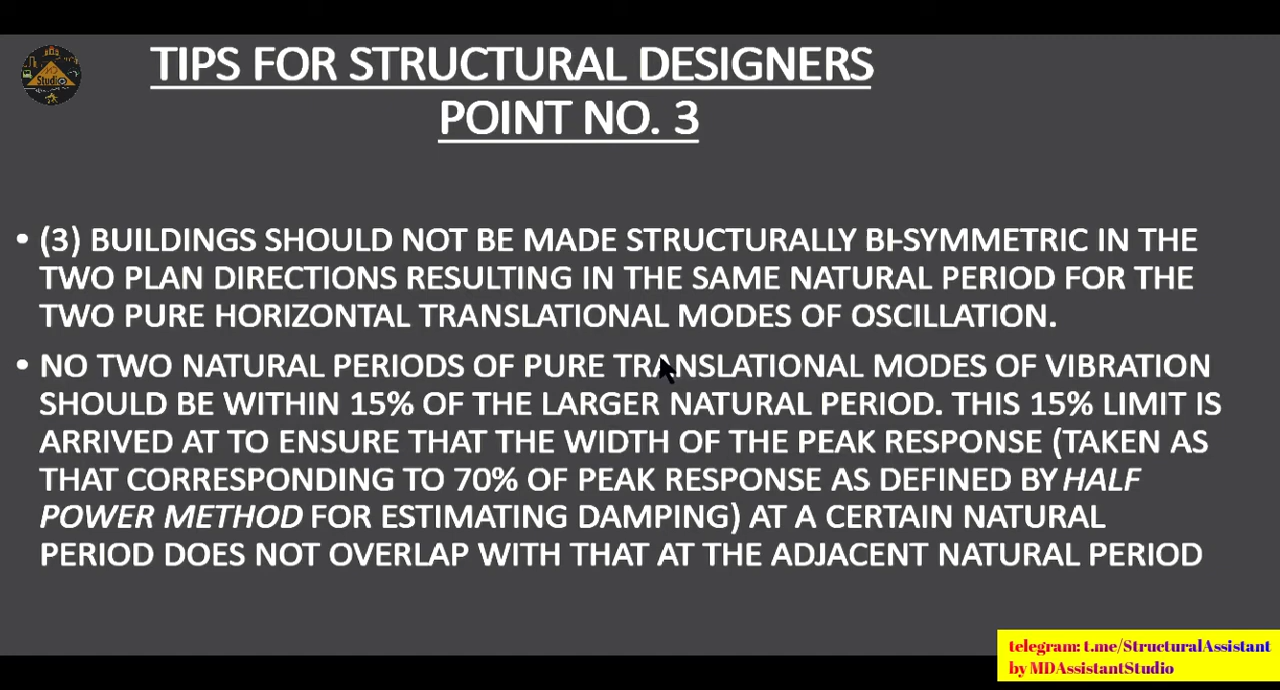 Studio
TIPS FOR STRUCTURAL DESIGNERS
POINT NO. 3
• (3) BUILDINGS SHOULD NOT BE MADE STRUCTURALLY BI-SYMMETRIC IN THE
TWO PLAN DIRECTIONS RESULTING IN THE SAME NATURAL PERIOD FOR THE
TWO PURE HORIZONTAL TRANSLATIONAL MODES OF OSCILLATION.
• NO TWO NATURAL PERIODS OF PURE TRANSLATIONAL MODES OF VIBRATION
SHOULD BE WITHIN 15% OF THE LARGER NATURAL PERIOD. THIS 15% LIMIT IS
ARRIVED AT TO ENSURE THAT THE WIDTH OF THE PEAK RESPONSE (TAKEN AS
THAT CORRESPONDING TO 70% OF PEAK RESPONSE AS DEFINED BY HALF
POWER METHOD FOR ESTIMATING DAMPING) AT A CERTAIN NATURAL
PERIOD DOES NOT OVERLAP WITH THAT AT THE ADJACENT NATURAL PERIOD
telegram: t.me/StructuralAssistant
by MDAssistantStudio